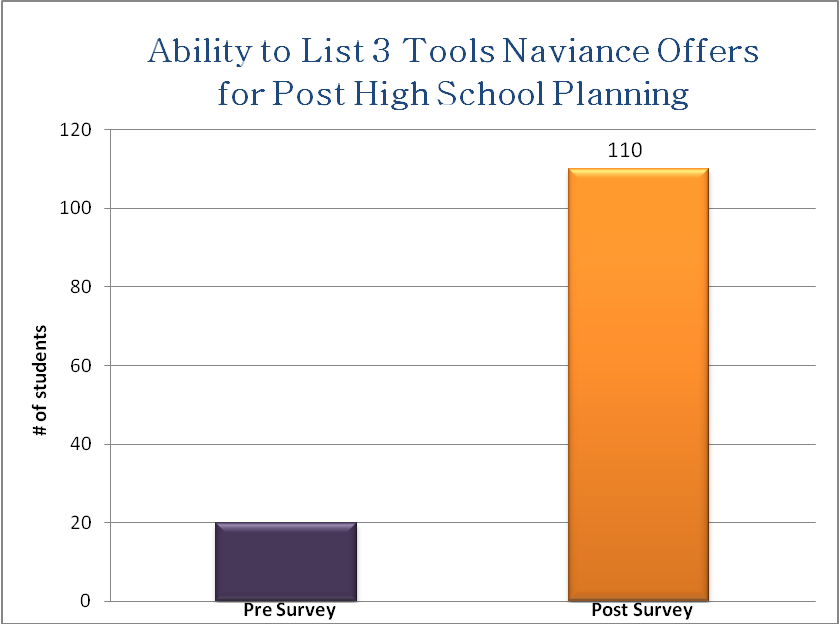 Ability to List 3 Tools Naviance Offers
for Post High School Planning
120
110
100
80
60
40
20
0
# of students
Pre Survey
Post Survey